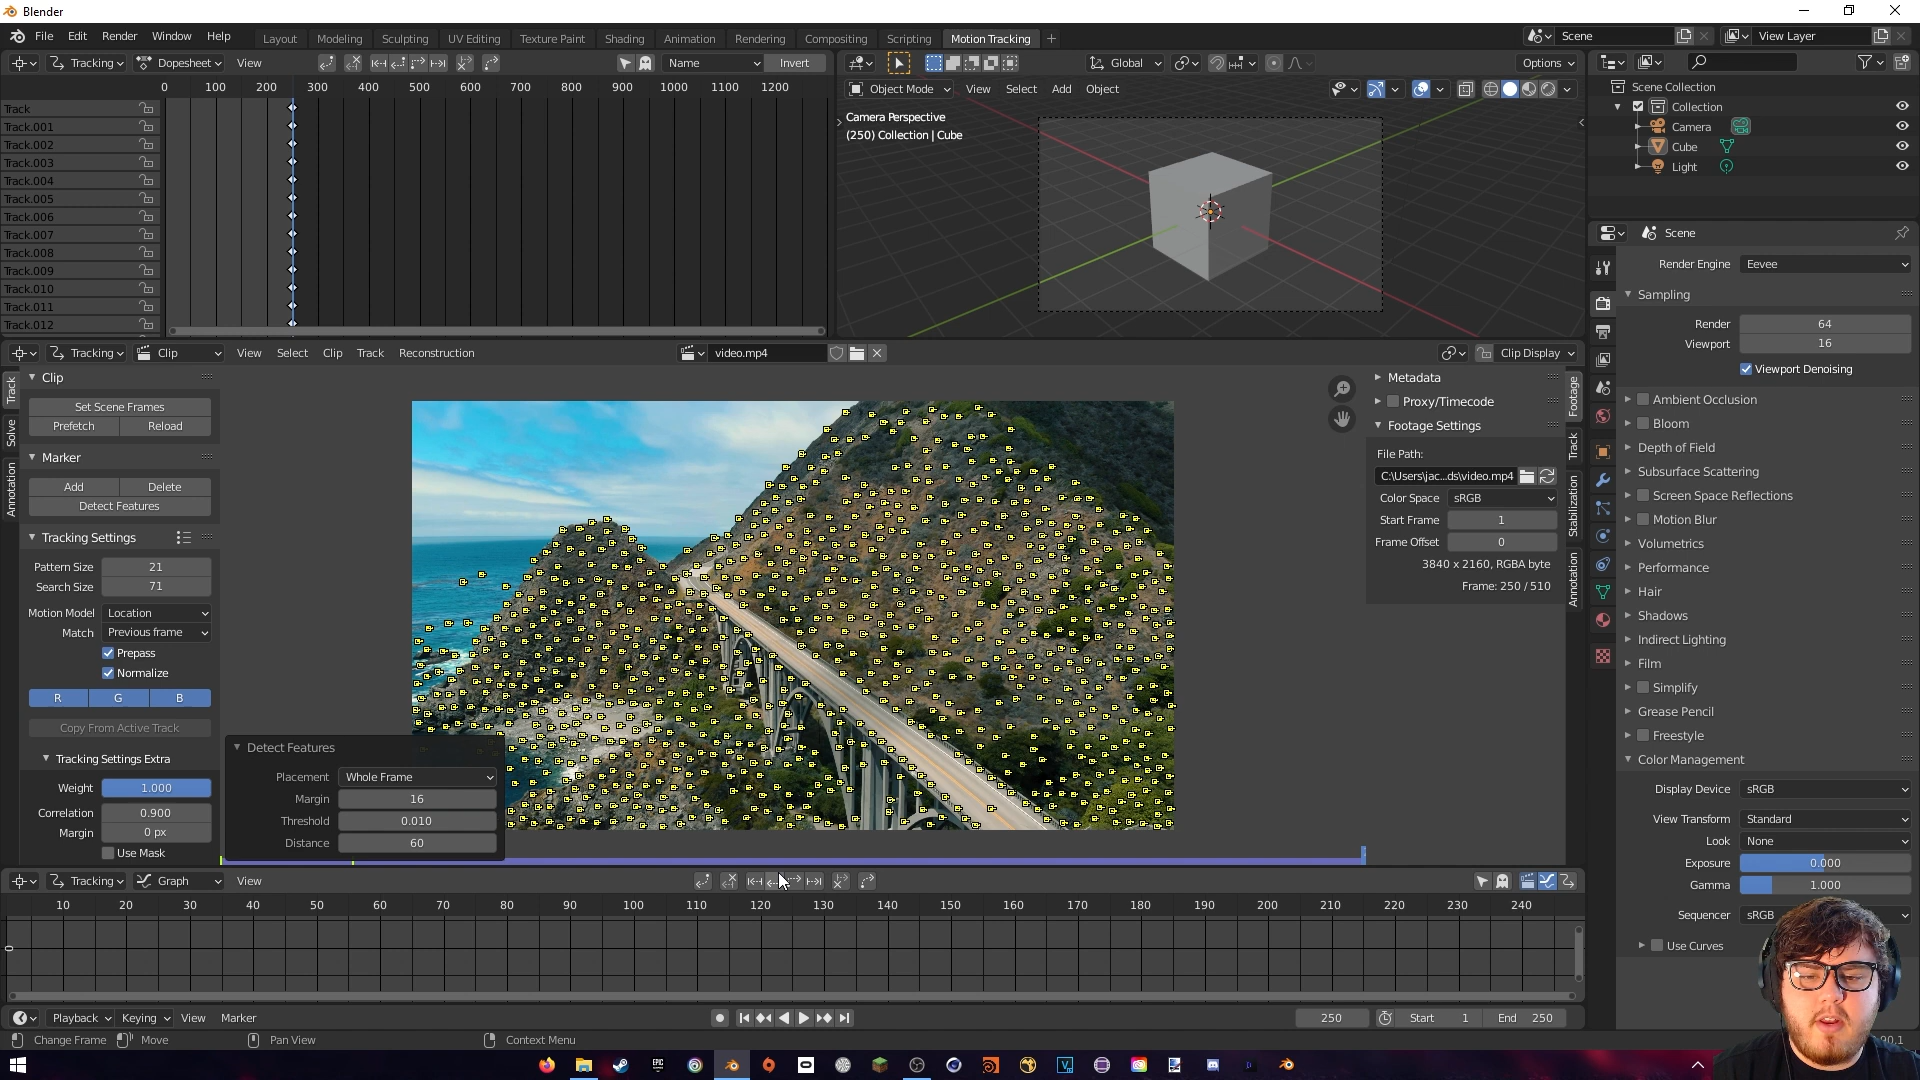 Blender
File Edit Render Window Help Layout Modeling Sculpting UV Editing Texture Paint Shading Animation Rendering Compositing Scripting Motion Tracking + Scene View Layer
Tracking Dopesheet View Name Invert Global Options
0 100 200 300 400 500 600 700 800 900 1000 1100 1200
Object Mode View Select Add Object
Camera Perspective
(250) Collection | Cube
Track
Track.001
Track.002
Track.003
Track.004
Track.005
Track.006
Track.007
Track.008
Track.009
Track.010
Track.011
Track.012
Scene Collection
Collection
Camera
Cube
Light
Scene
Render Engine Eevee
Sampling
Render 64
Viewport 16
Viewport Denoising
Ambient Occlusion
Bloom
Depth of Field
Subsurface Scattering
Screen Space Reflections
Motion Blur
Volumetrics
Performance
Hair
Shadows
Indirect Lighting
Film
Simplify
Grease Pencil
Freestyle
Color Management
Display Device sRGB
View Transform Standard
Look None
Exposure 0.000
Gamma 1.000
Sequencer sRGB
Use Curves
Tracking Clip View Select Clip Track Reconstruction video.mp4 Clip Display
Track
Solve
Annotation
Clip
Set Scene Frames
Prefetch Reload
Marker
Add Delete
Detect Features
Tracking Settings
Pattern Size 21
Search Size 71
Motion Model Location
Match Previous frame
Prepass
Normalize
R G B
Copy From Active Track
Tracking Settings Extra
Weight 1.000
Correlation 0.900
Margin 0 px
Use Mask
Detect Features
Placement Whole Frame
Margin 16
Threshold 0.010
Distance 60
Metadata
Proxy/Timecode
Footage Settings
File Path:
C:\Users\jac...ds\video.mp4
Color Space sRGB
Start Frame 1
Frame Offset 0
3840 x 2160, RGBA byte
Frame: 250 / 510
Footage
Track
Stabilization
Annotation
Tracking Graph View
10 20 30 40 50 60 70 80 90 100 110 120 130 140 150 160 170 180 190 200 210 220 230 240
0
Playback Keying View Marker 250 Start 1 End 250
Change Frame Move Pan View Context Menu
EPIC